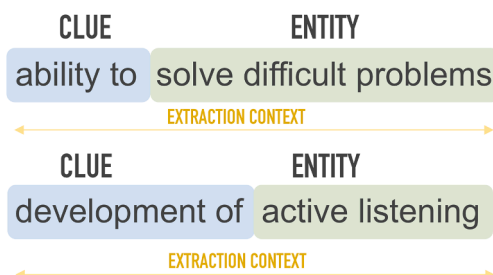 CLUE ENTITY
ability to solve difficult problems
EXTRACTION CONTEXT
CLUE ENTITY
development of active listening
EXTRACTION CONTEXT